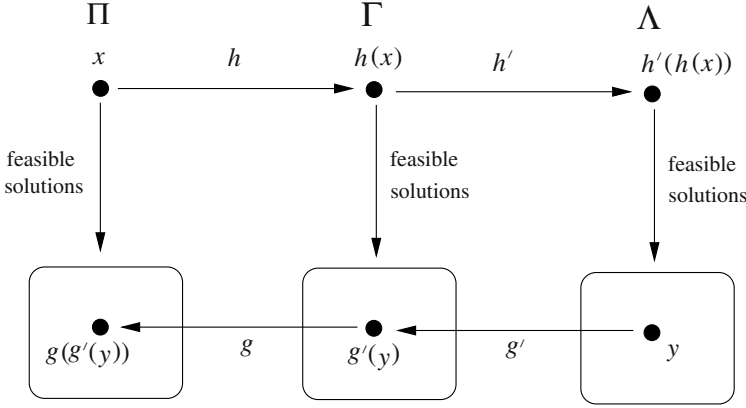 Π Γ Λ
x h h(x) h′ h′(h(x))
feasible
solutions
feasible
solutions
feasible
solutions
g(g′(y)) g g′(y) g′ y